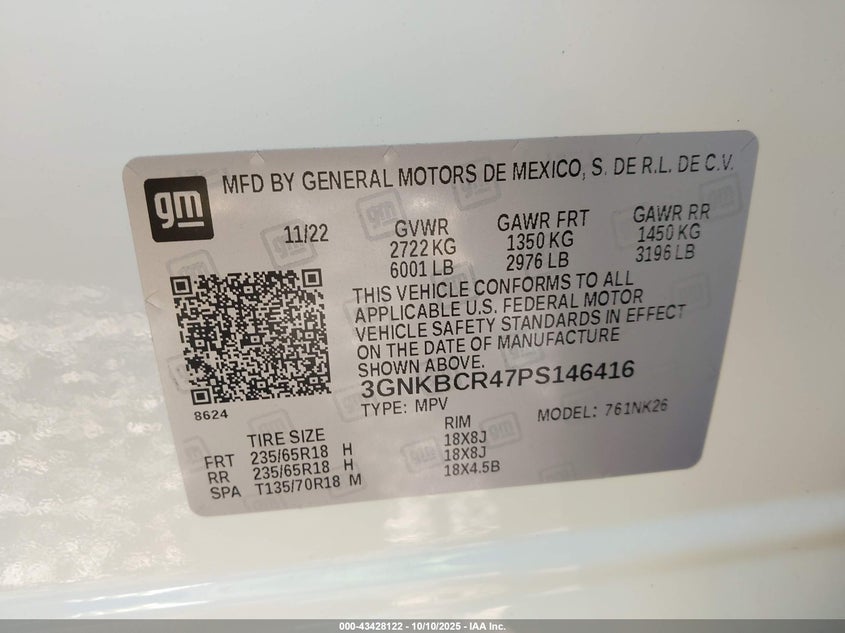 gm
MFD BY GENERAL MOTORS DE MEXICO, S. DE R.L. DE C.V.
11/22 GVWR GAWR FRT GAWR RR
2722 KG 1350 KG 1450 KG
6001 LB 2976 LB 3196 LB
THIS VEHICLE CONFORMS TO ALL
APPLICABLE U.S. FEDERAL MOTOR
VEHICLE SAFETY STANDARDS IN EFFECT
ON THE DATE OF MANUFACTURE
SHOWN ABOVE.
3GNKBCR47PS146416
8624
TYPE: MPV MODEL: 761NK26
TIRE SIZE RIM
FRT 235/65R18 H 18X8J
RR 235/65R18 H 18X8J
SPA T135/70R18 M 18X4.5B
000-43428122 - 10/10/2025 - IAA Inc.